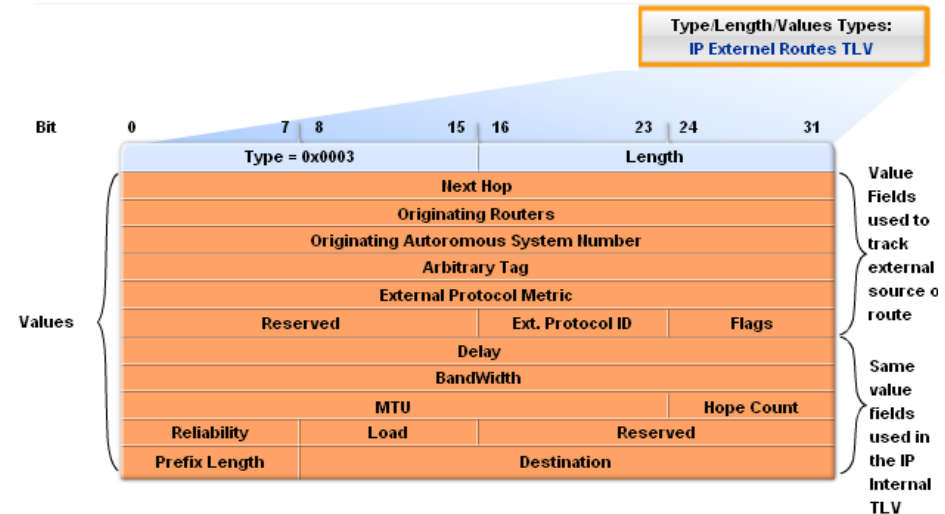 Type/Length/Values Types:
IP Externel Routes TLV
Bit 0 7 8 15 16 23 24 31
Type = 0x0003 Length
Next Hop
Originating Routers
Originating Autoromous System Number
Arbitrary Tag
External Protocol Metric
Reserved Ext. Protocol ID Flags
Delay
BandWidth
MTU Hope Count
Reliability Load Reserved
Prefix Length Destination
Values
Value
Fields
used to
track
external
source o
route
Same
value
fields
used in
the IP
Internal
TLV